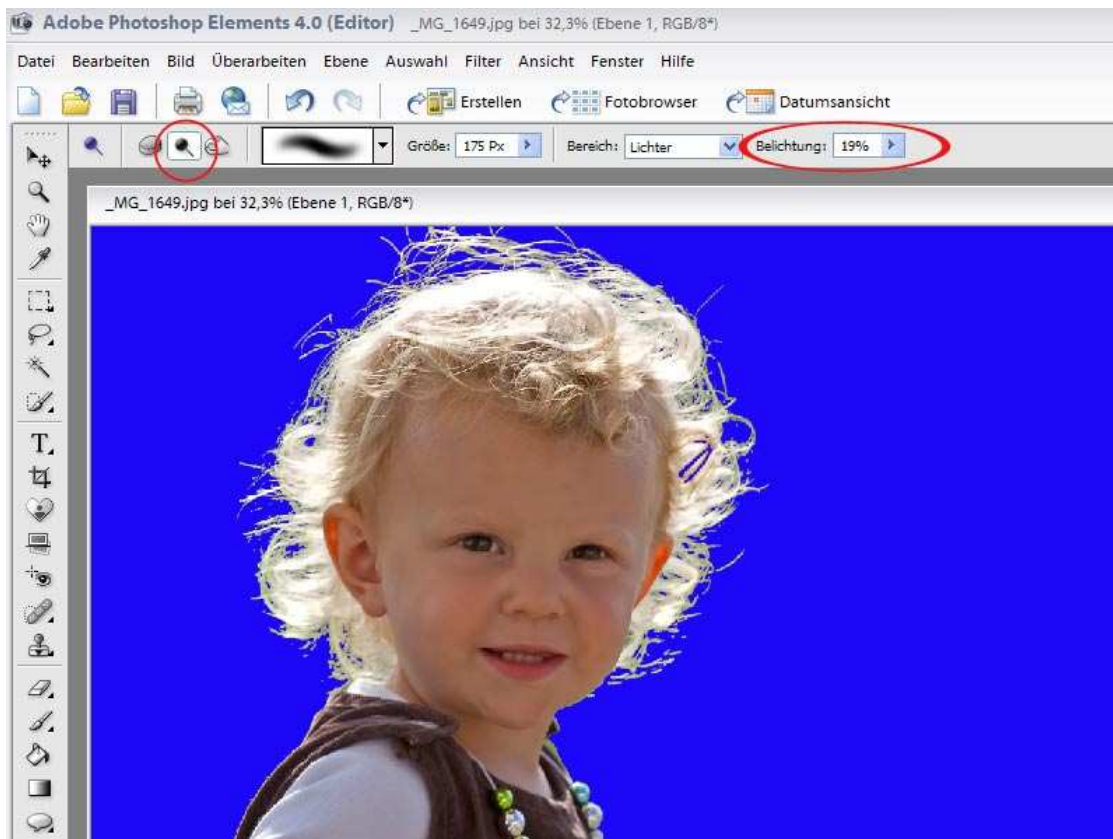 Adobe Photoshop Elements 4.0 (Editor) _MG_1649.jpg bei 32,3% (Ebene 1, RGB/8*)
Datei Bearbeiten Bild Überarbeiten Ebene Auswahl Filter Ansicht Fenster Hilfe
Erstellen Fotobrowser Datumsansicht
Größe: 175 Px Bereich: Lichter Belichtung: 19%
_MG_1649.jpg bei 32,3% (Ebene 1, RGB/8*)